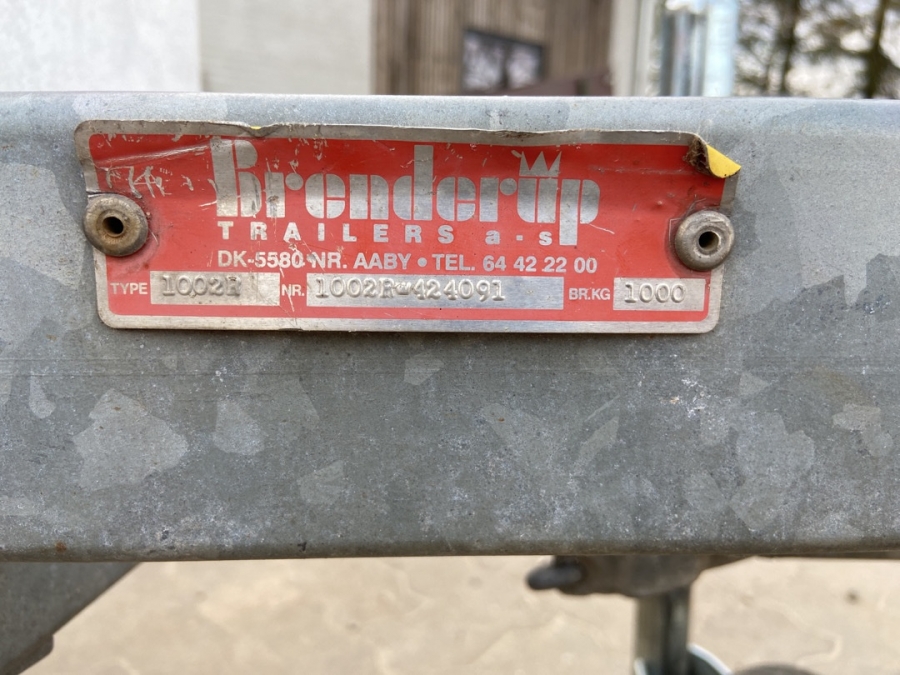 Brenderup
TRAILERS a-s
DK-5580 NR. AABY • TEL. 64 42 22 00
TYPE 1002R NR. 1002R-424091 BR.KG 1000